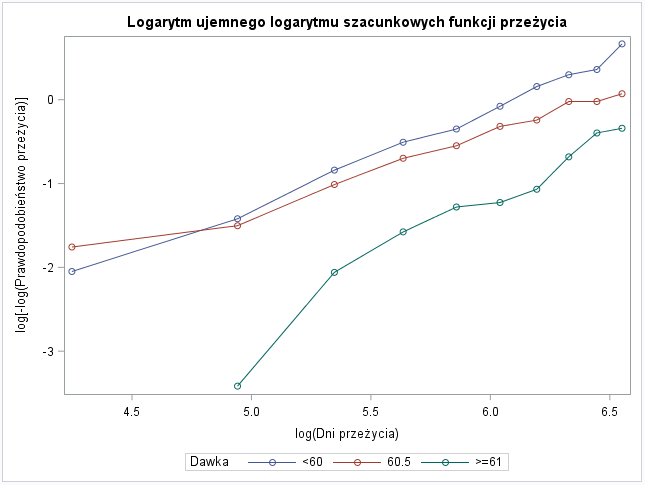 Logarytm ujemnego logarytmu szacunkowych funkcji przeżycia
log[-log(Prawdopodobieństwo przeżycia)]
0
-1
-2
-3
4.5 5.0 5.5 6.0 6.5
log(Dni przeżycia)
Dawka <60 60.5 >=61